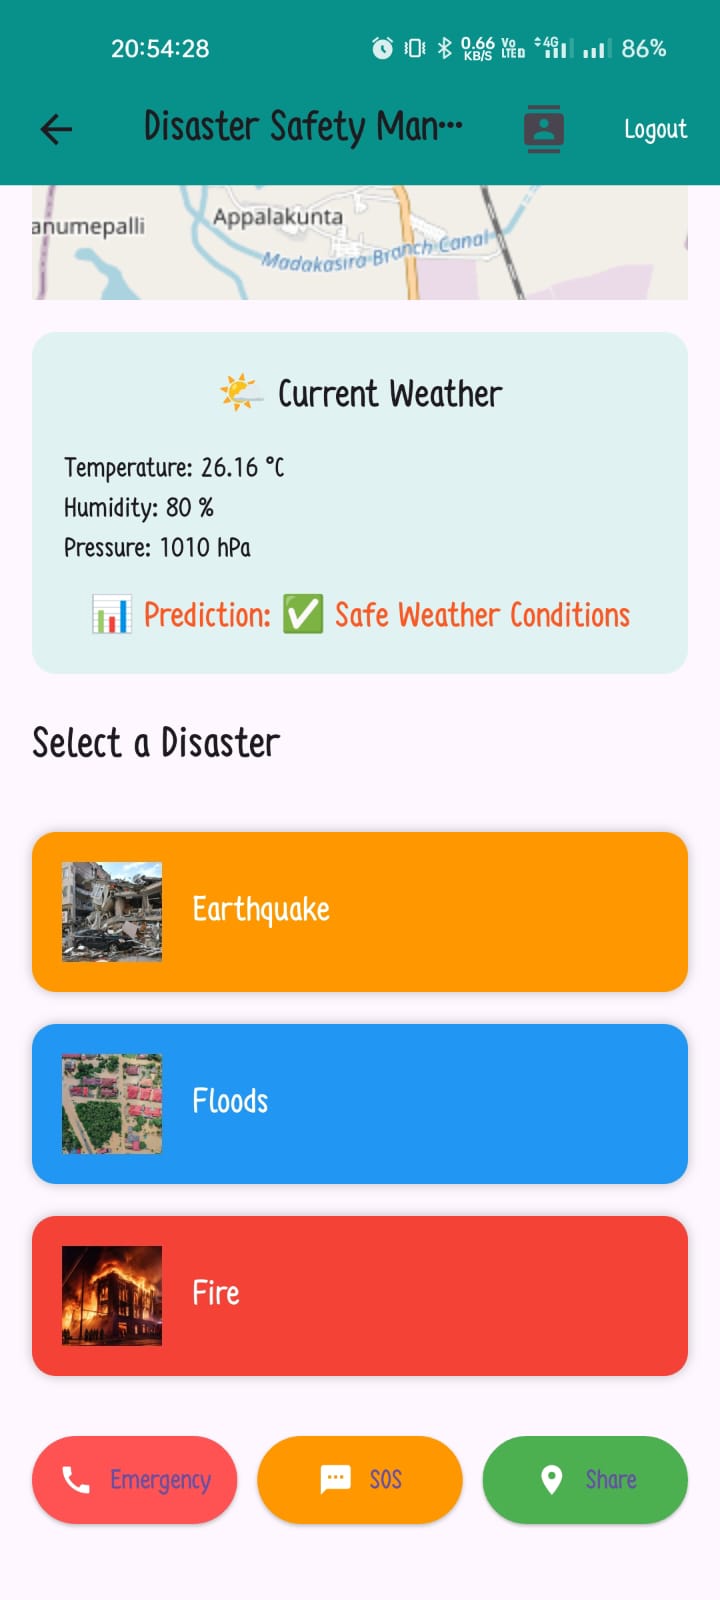 20:54:28 0.66 KB/S Vo LTE 4G 86%
Disaster Safety Man... Logout
anumepalli
Appalakunta
Madakasira Branch Canal
Current Weather
Temperature: 26.16 °C
Humidity: 80 %
Pressure: 1010 hPa
Prediction: ✅ Safe Weather Conditions
Select a Disaster
Earthquake
Floods
Fire
Emergency SOS Share